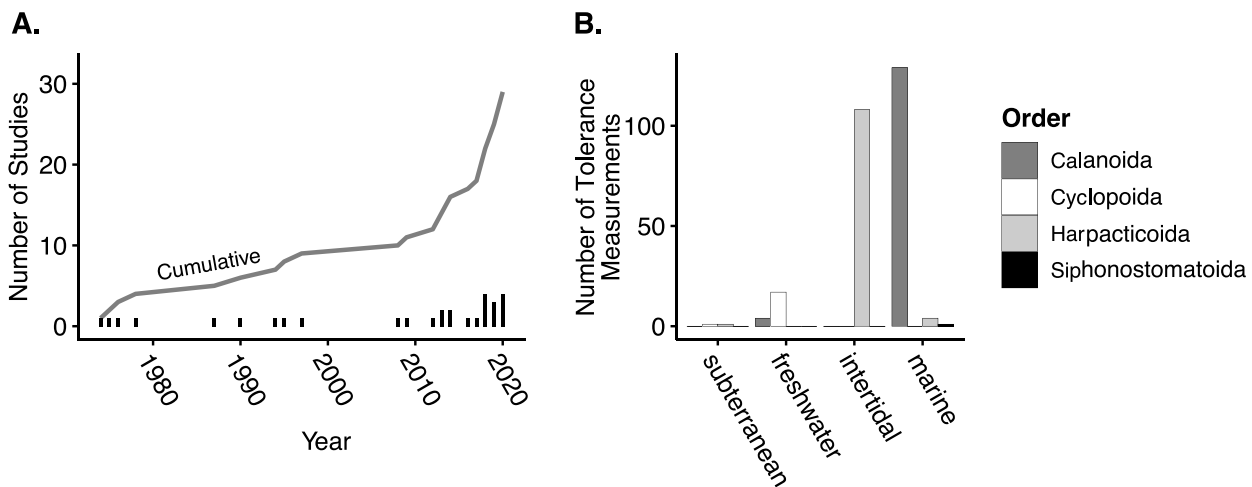 A.
Number of Studies
30
20
10
0
Cumulative
1980
1990
2000
2010
2020
Year
B.
Number of Tolerance
Measurements
100
50
0
subterranean
freshwater
intertidal
marine
Order
Calanoida
Cyclopoida
Harpacticoida
Siphonostomatoida